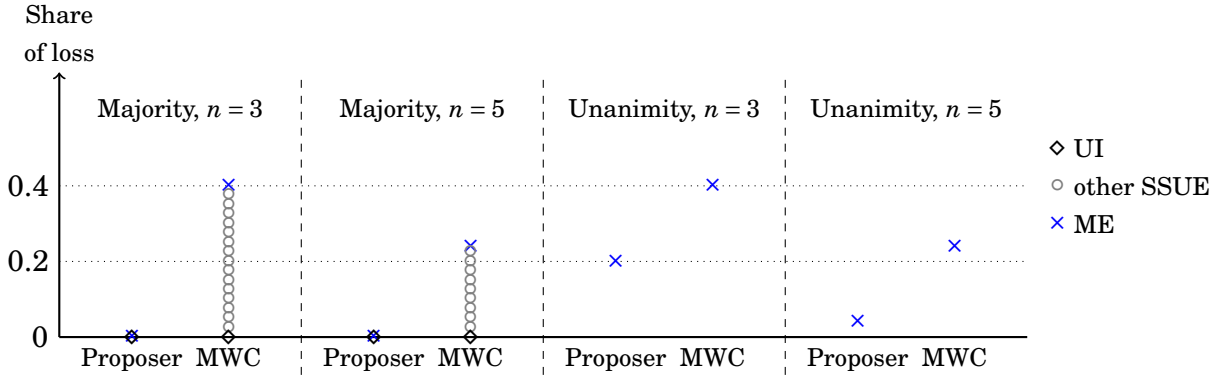 Share
of loss
Majority, n = 3
Majority, n = 5
Unanimity, n = 3
Unanimity, n = 5
UI
other SSUE
ME
0.4
0.2
0
Proposer MWC
Proposer MWC
Proposer MWC
Proposer MWC